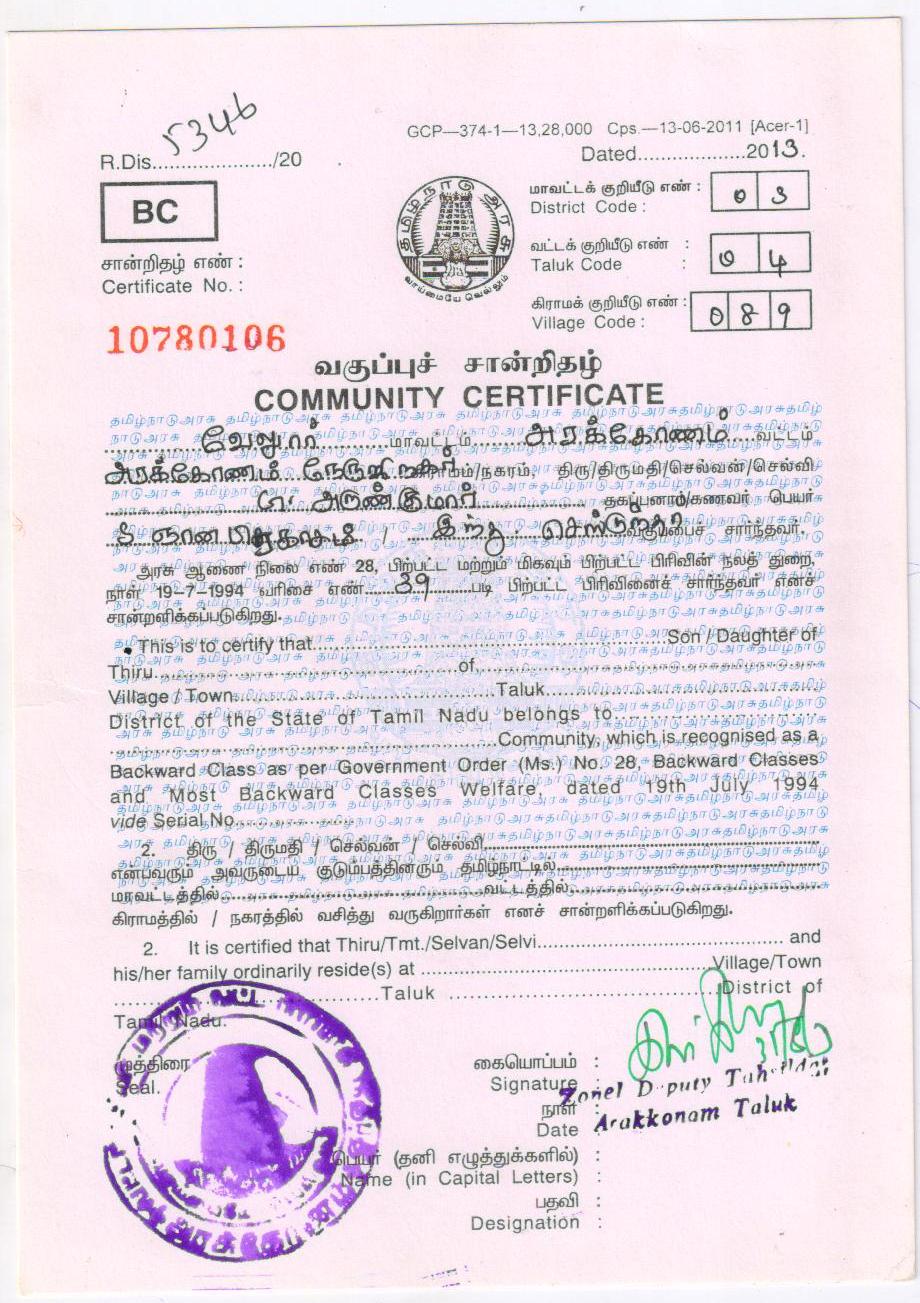 GCP—374-1—13,28,000 Cps.—13-06-2011 [Acer-1]
R.Dis. 5346 /20
Dated....................2013.
BC
தமிழ்நாடு அரசு
வாய்மையே வெல்லும்
மாவட்டக் குறியீடு எண் : 0 3
District Code :
வட்டக் குறியீடு எண் : 0 4
Taluk Code :
கிராமக் குறியீடு எண் : 0 8 9
Village Code :
சான்றிதழ் எண் :
Certificate No. :
10780106
வகுப்புச் சான்றிதழ்
COMMUNITY CERTIFICATE
வேலூர் மாவட்டம் அரக்கோணம் வட்டம்
அரக்கோணம் நேருஜி நகர் கிராமம்/நகரம், திரு/திருமதி/செல்வன்/செல்வி
அருண்குமார் தகப்பனார்/கணவர் பெயர்
ஞானபிரகாசம் / இந்து வகுப்பைச் சார்ந்தவர்.
அரசு ஆணை நிலை எண் 28, பிற்பட்ட மற்றும் மிகவும் பிற்பட்ட பிரிவின் நலத் துறை,
நாள் 19-7-1994 வரிசை எண் 39 படி பிற்பட்ட பிரிவினைச் சார்ந்தவர் எனச்
சான்றளிக்கப்படுகிறது.
This is to certify that....................Son / Daughter of
Thiru....................of....................
Village / Town....................Taluk....................
District of the State of Tamil Nadu belongs to....................
....................Community, which is recognised as a
Backward Class as per Government Order (Ms.) No. 28, Backward Classes
and Most Backward Classes Welfare, dated 19th July 1994
vide Serial No.....................
2. திரு / திருமதி / செல்வன் / செல்வி....................
என்பவரும் அவருடைய குடும்பத்தினரும் தமிழ்நாட்டில்....................
மாவட்டத்தில்....................வட்டத்தில்....................
கிராமத்தில் / நகரத்தில் வசித்து வருகிறார்கள் எனச் சான்றளிக்கப்படுகிறது.
2. It is certified that Thiru/Tmt./Selvan/Selvi.................... and
his/her family ordinarily reside(s) at ....................Village/Town
....................Taluk ....................District of
Tamil Nadu.
முத்திரை
Seal.
கையொப்பம் :
Signature :
Zonel Deputy Tahsildar
நாள் :
Date :
Arakkonam Taluk
பெயர் (தனி எழுத்துக்களில்) :
Name (in Capital Letters) :
பதவி :
Designation :